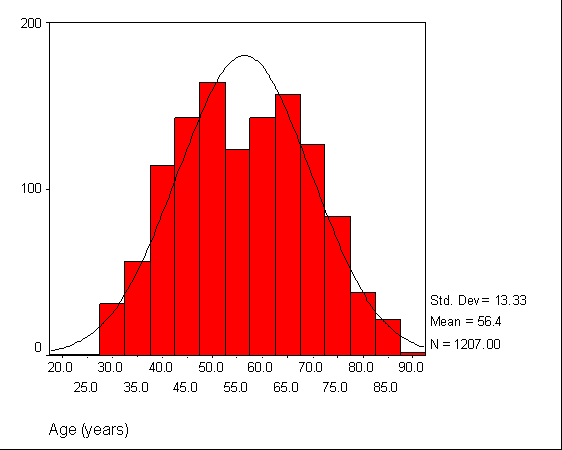 200
100
0
20.0 30.0 40.0 50.0 60.0 70.0 80.0 90.0
25.0 35.0 45.0 55.0 65.0 75.0 85.0
Age (years)
Std. Dev = 13.33
Mean = 56.4
N = 1207.00